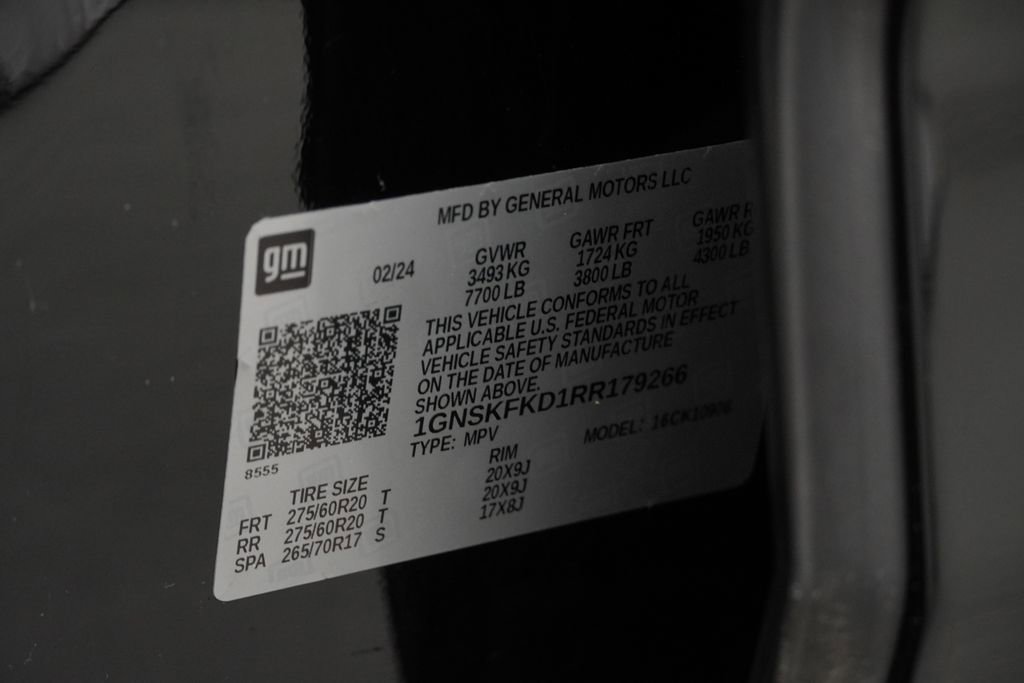 MFD BY GENERAL MOTORS LLC
gm
02/24
GVWR GAWR FRT GAWR R
3493 KG 1724 KG 1950 KG
7700 LB 3800 LB 4300 LB
THIS VEHICLE CONFORMS TO ALL
APPLICABLE U.S. FEDERAL MOTOR
VEHICLE SAFETY STANDARDS IN EFFECT
ON THE DATE OF MANUFACTURE
SHOWN ABOVE.
1GNSKFKD1RR179266
TYPE: MPV MODEL: 16CK10906
8555
TIRE SIZE RIM
FRT 275/60R20 T 20X9J
RR 275/60R20 T 20X9J
SPA 265/70R17 S 17X8J